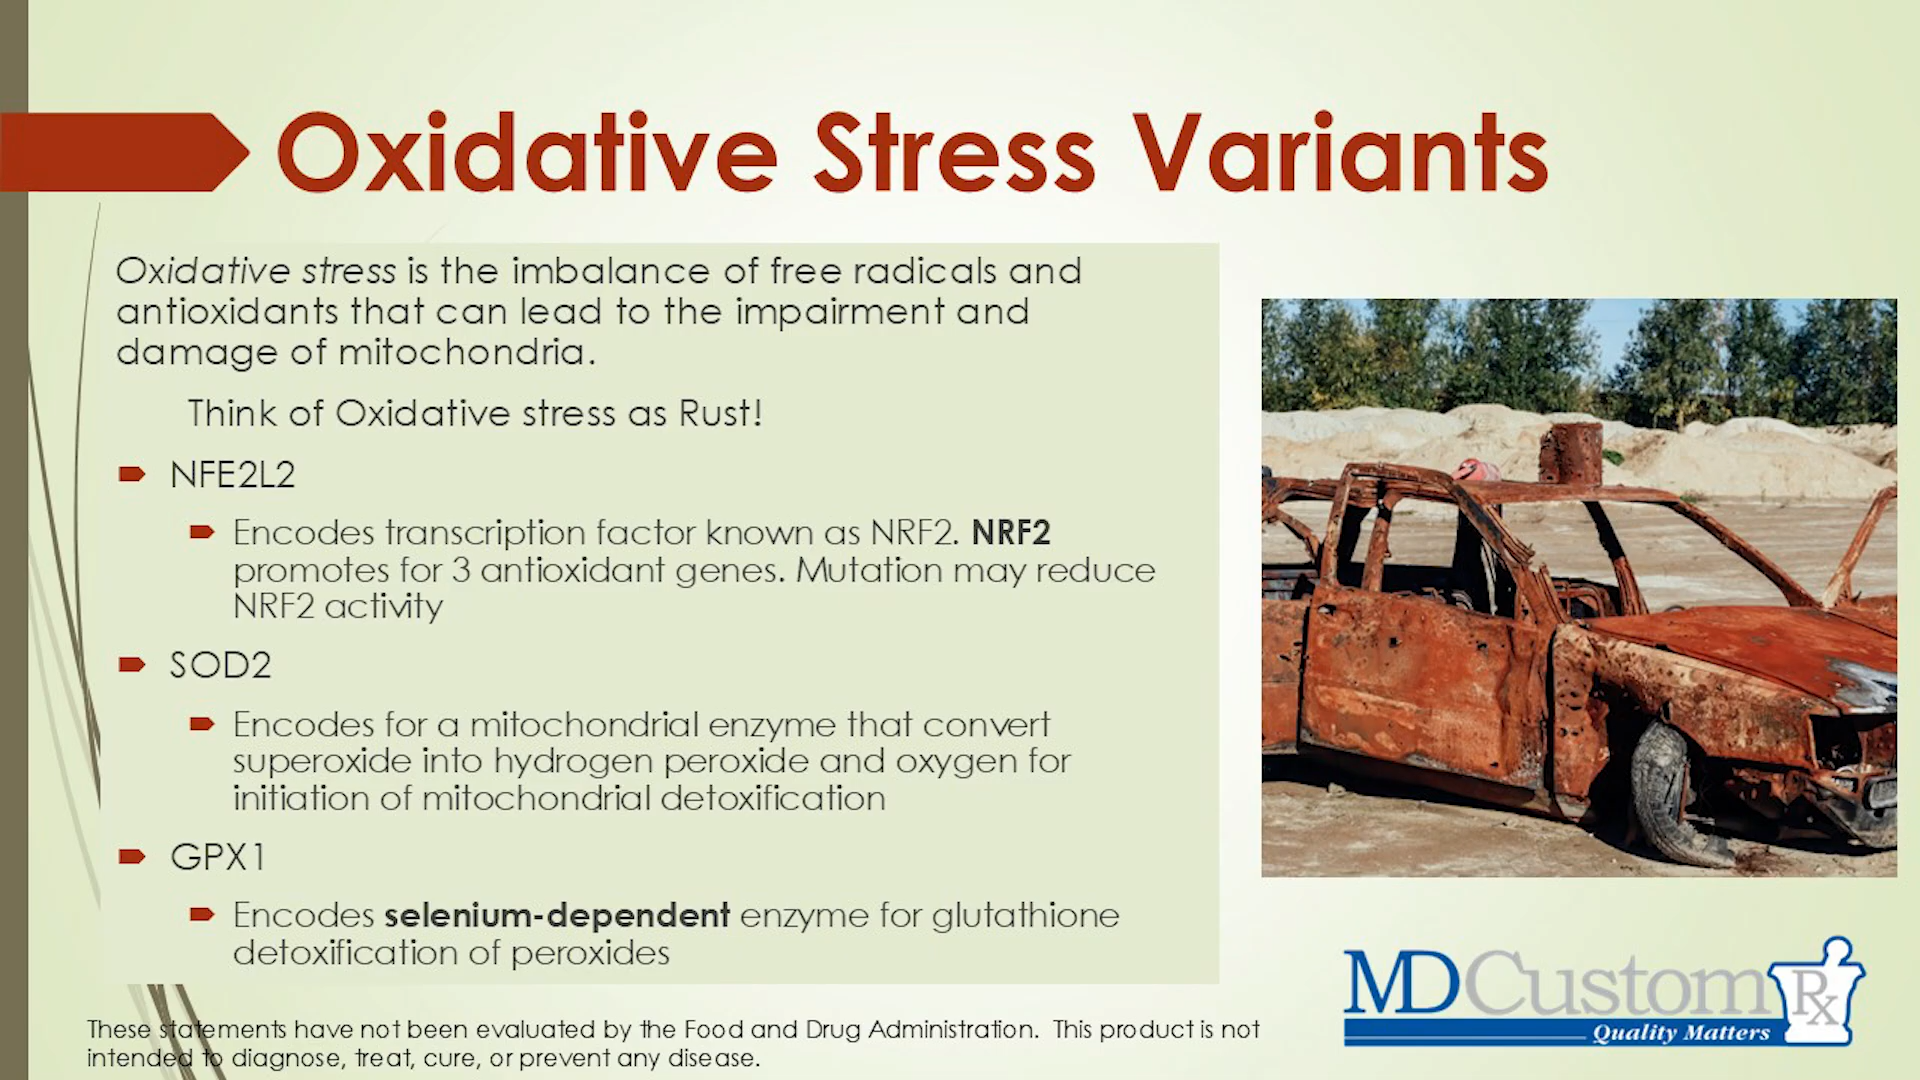 Oxidative Stress Variants
Oxidative stress is the imbalance of free radicals and
antioxidants that can lead to the impairment and
damage of mitochondria.
Think of Oxidative stress as Rust!
NFE2L2
Encodes transcription factor known as NRF2. NRF2
promotes for 3 antioxidant genes. Mutation may reduce
NRF2 activity
SOD2
Encodes for a mitochondrial enzyme that convert
superoxide into hydrogen peroxide and oxygen for
initiation of mitochondrial detoxification
GPX1
Encodes selenium-dependent enzyme for glutathione
detoxification of peroxides
MDCustom Rx
Quality Matters
These statements have not been evaluated by the Food and Drug Administration.  This product is not
intended to diagnose, treat, cure, or prevent any disease.